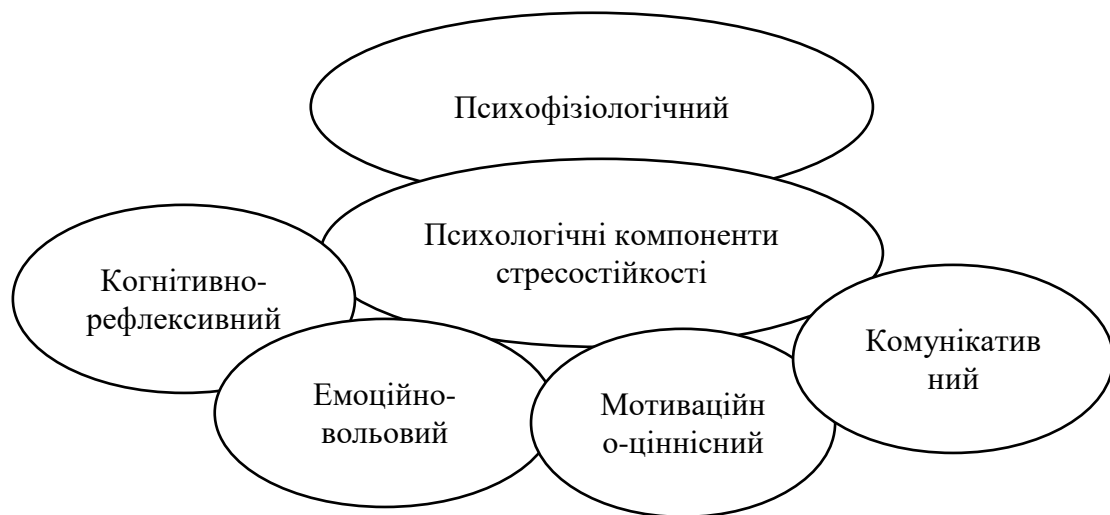 Психофізіологічний
Психологічні компоненти
стресостійкості
Когнітивно-
рефлексивний
Емоційно-
вольовий
Мотиваційн
о-ціннісний
Комунікатив
ний